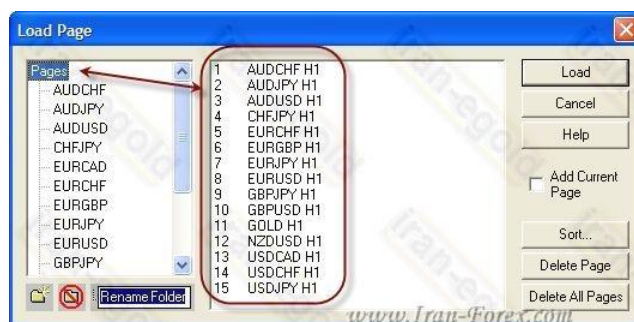 Load Page
Pages
AUDCHF
AUDJPY
AUDUSD
CHFJPY
EURCAD
EURCHF
EURGBP
EURJPY
EURUSD
GBPJPY
Rename Folder
1 AUDCHF H1
2 AUDJPY H1
3 AUDUSD H1
4 CHFJPY H1
5 EURCHF H1
6 EURGBP H1
7 EURJPY H1
8 EURUSD H1
9 GBPJPY H1
10 GBPUSD H1
11 GOLD H1
12 NZDUSD H1
13 USDCAD H1
14 USDCHF H1
15 USDJPY H1
Load
Cancel
Help
Add Current
Page
Sort...
Delete Page
Delete All Pages
www.Iran-Forex.com
iran-egold